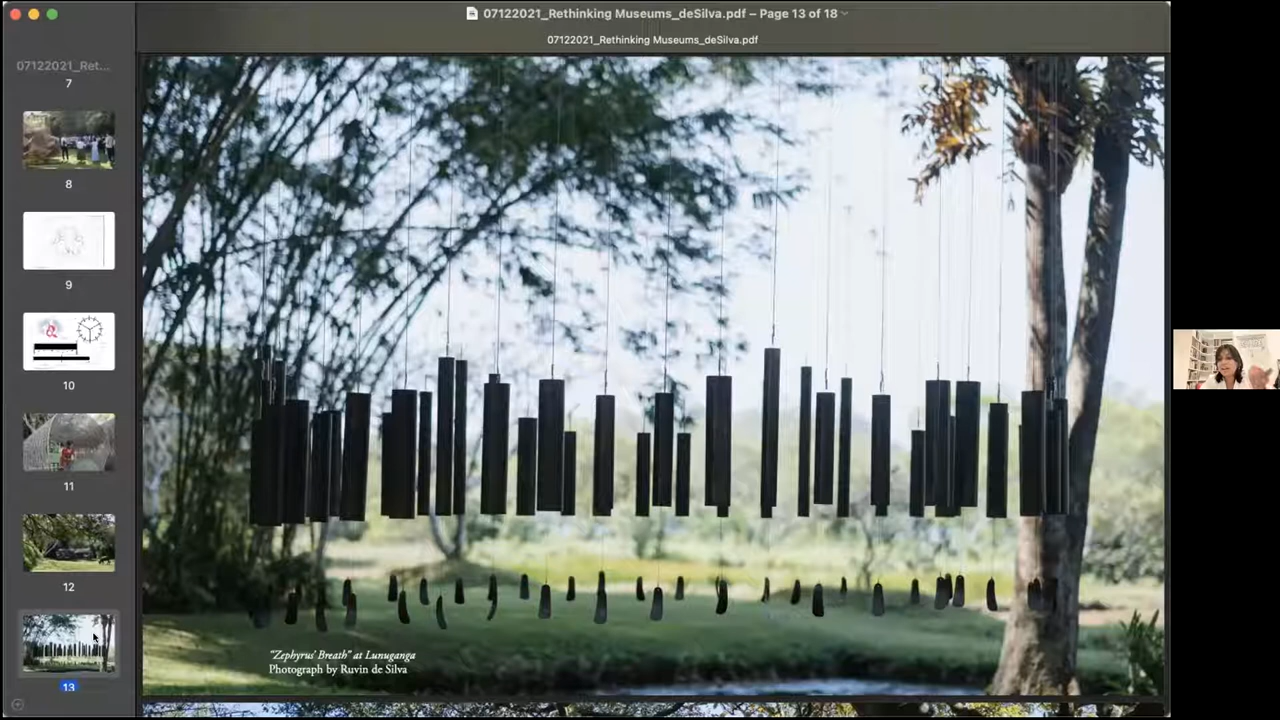 07122021_Rethinking Museums_deSilva.pdf – Page 13 of 18
07122021_Rethinking Museums_deSilva.pdf
07122021_Ret...
7
8
9
10
11
12
13
"Zephyrus' Breath" at Lunuganga
Photograph by Ruvin de Silva